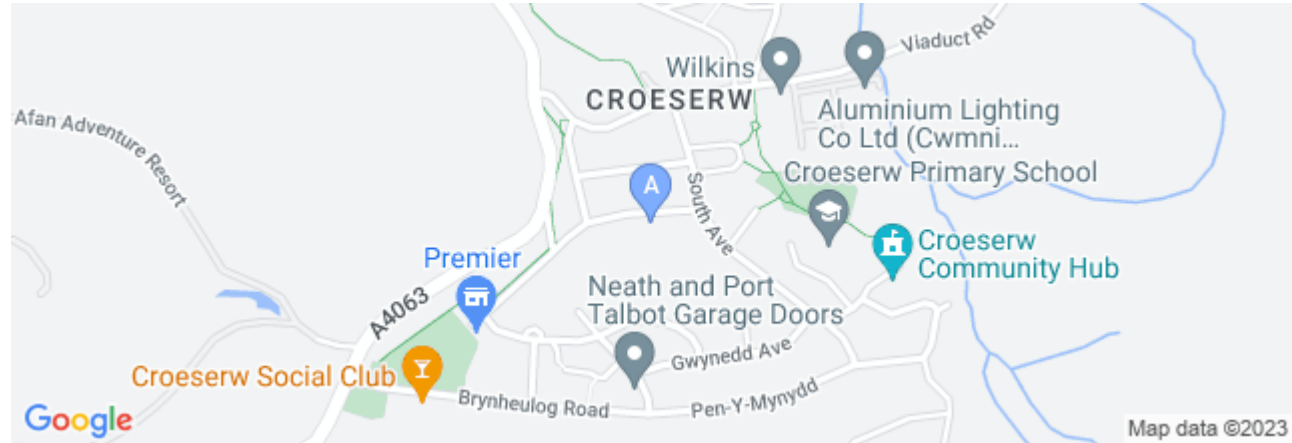 Viaduct Rd
Wilkins
CROESERW
Aluminium Lighting
Co Ltd (Cwmni...
Afan Adventure Resort
Croeserw Primary School
A
South Ave
Croeserw
Community Hub
Premier
A4063
Neath and Port
Talbot Garage Doors
Gwynedd Ave
Croeserw Social Club
Brynheulog Road
Pen-Y-Mynydd
Google
Map data ©2023